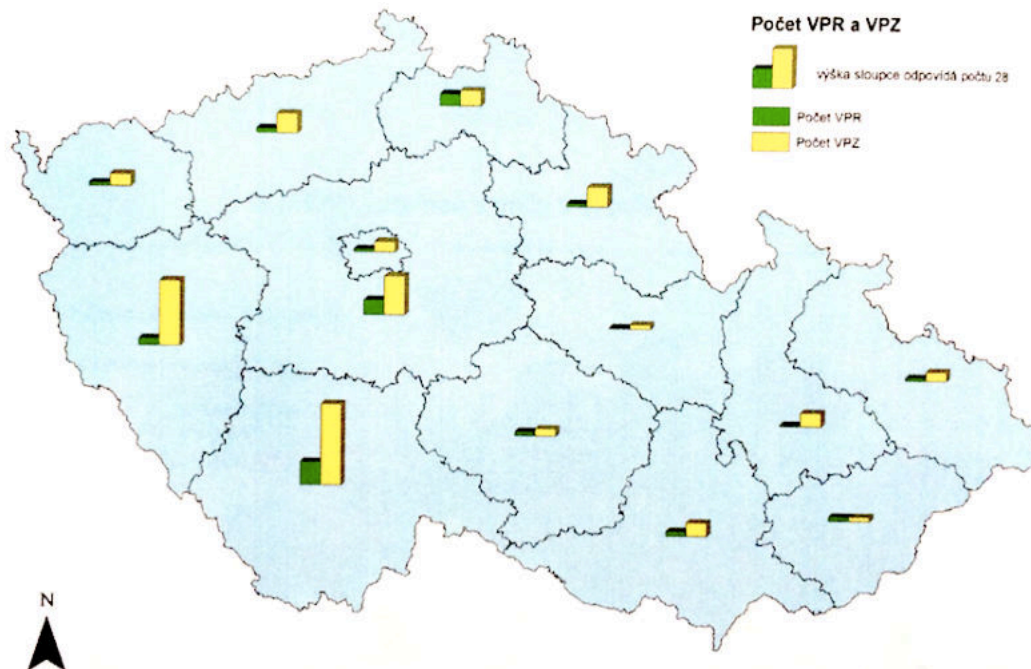 Počet VPR a VPZ
výška sloupce odpovídá počtu 28
Počet VPR
Počet VPZ
N